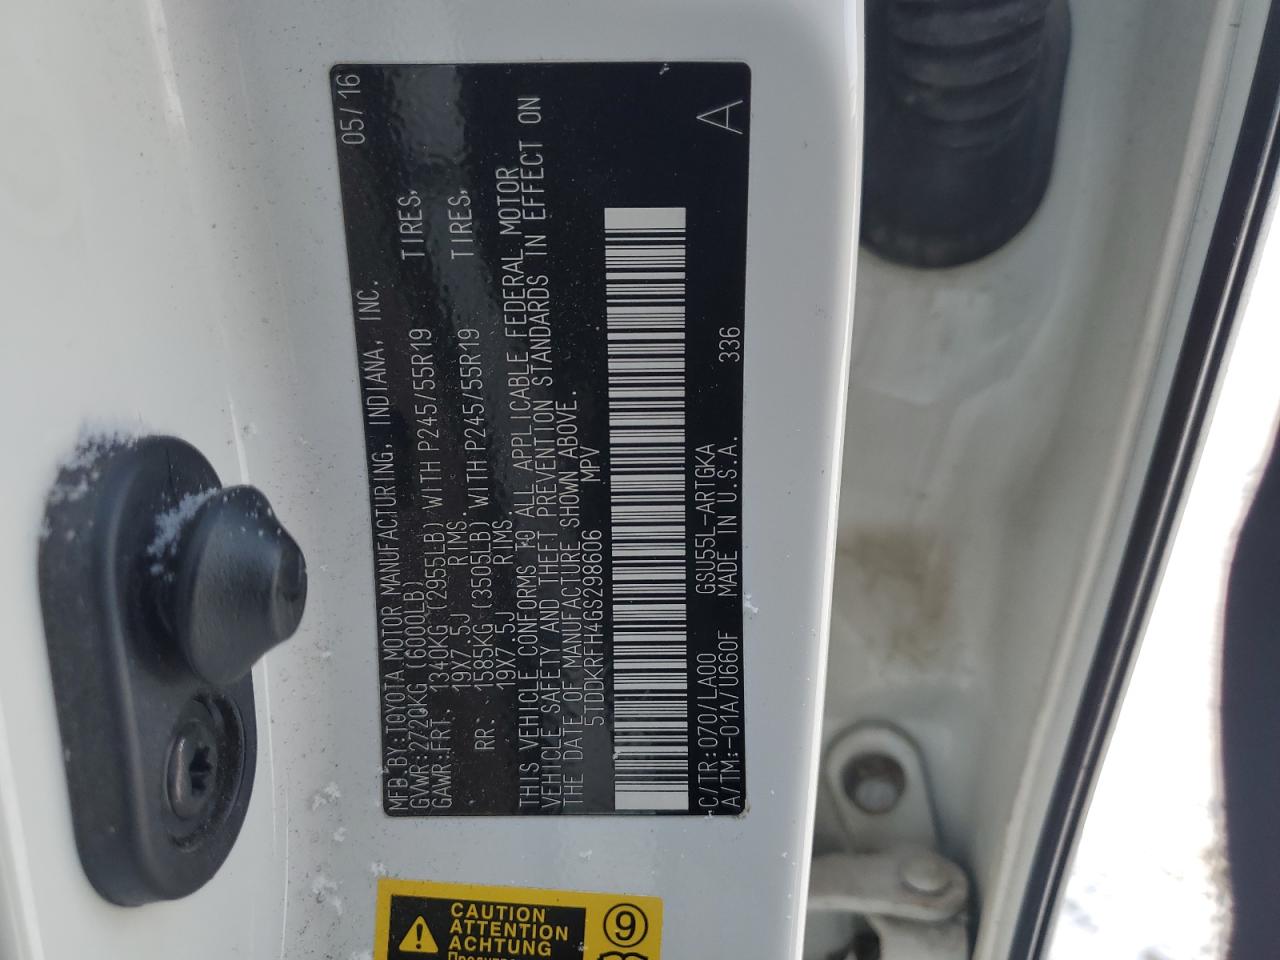 MFD.BY:TOYOTA MOTOR MANUFACTURING, INDIANA, INC. 05/16
GVWR:2720KG (6000LB)
GAWR:FRT. 1340KG (2955LB) WITH P245/55R19 TIRES,
19X7.5J RIMS
RR: 1585KG (3505LB) WITH P245/55R19 TIRES,
19X7.5J RIMS.
THIS VEHICLE CONFORMS TO ALL APPLICABLE FEDERAL MOTOR
VEHICLE SAFETY AND THEFT PREVENTION STANDARDS IN EFFECT ON
THE DATE OF MANUFACTURE SHOWN ABOVE.
5TDDKRFH4GS298606 MPV
C/TR:070/LA00 GSU55L-ARTGKA
A/TM:-01A/U660F MADE IN U.S.A. 336 A
CAUTION
ATTENTION
ACHTUNG
9